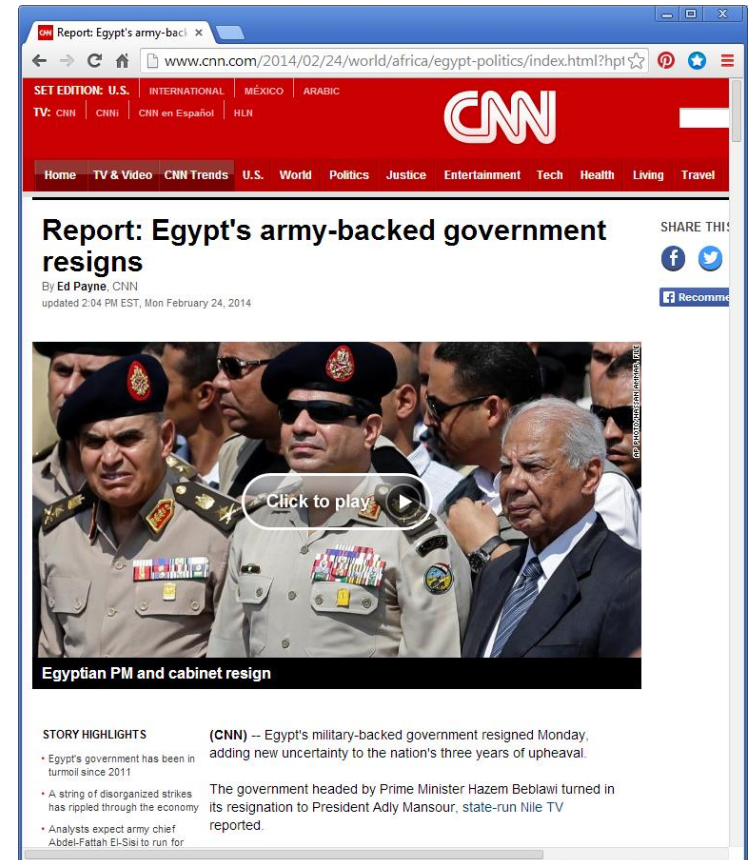 Report: Egypt's army-bac
www.cnn.com/2014/02/24/world/africa/egypt-politics/index.html?hpt
SET EDITION: U.S. INTERNATIONAL MÉXICO ARABIC
TV: CNN CNNi CNN en Español HLN
CNN
Home TV & Video CNN Trends U.S. World Politics Justice Entertainment Tech Health Living Travel
Report: Egypt's army-backed government
resigns
By Ed Payne, CNN
updated 2:04 PM EST, Mon February 24, 2014
SHARE THIS
Recomme
AP PHOTO/HASSAN AMMAR, FILE
Click to play
Egyptian PM and cabinet resign
STORY HIGHLIGHTS
• Egypt's government has been in
turmoil since 2011
• A string of disorganized strikes
has rippled through the economy
• Analysts expect army chief
Abdel-Fattah El-Sisi to run for
(CNN) -- Egypt's military-backed government resigned Monday,
adding new uncertainty to the nation's three years of upheaval.
The government headed by Prime Minister Hazem Beblawi turned in
its resignation to President Adly Mansour, state-run Nile TV
reported.